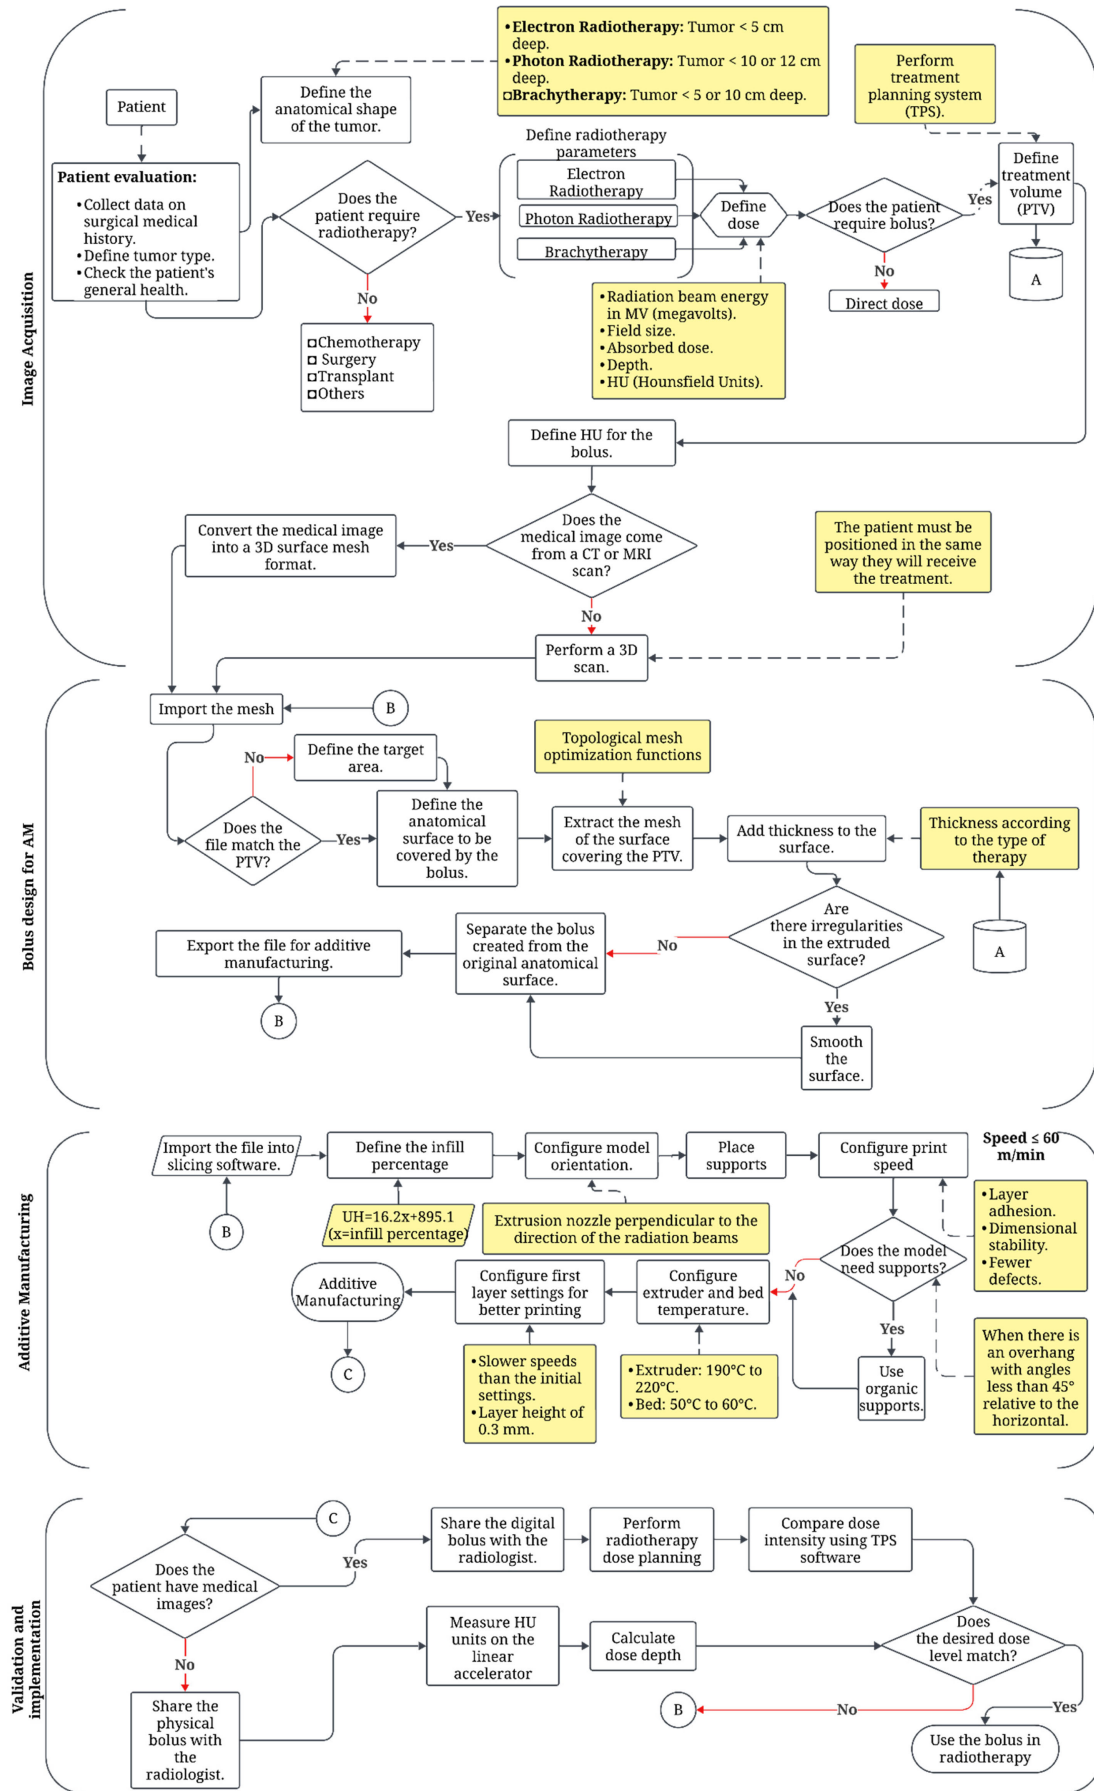 Image Acquisition
• Electron Radiotherapy: Tumor < 5 cm
deep.
• Photon Radiotherapy: Tumor < 10 or 12 cm
deep.
◘Brachytherapy: Tumor < 5 or 10 cm deep.
Perform
treatment
planning system
(TPS).
Patient
Define the
anatomical shape
of the tumor.
Patient evaluation:
• Collect data on
surgical medical
history.
• Define tumor type.
• Check the patient's
general health.
Does the
patient require
radiotherapy?
Yes
No
◘Chemotherapy
◘ Surgery
◘Transplant
◘Others
Define radiotherapy
parameters
Electron
Radiotherapy
Photon Radiotherapy
Brachytherapy
Define
dose
• Radiation beam energy
in MV (megavolts).
• Field size.
• Absorbed dose.
• Depth.
• HU (Hounsfield Units).
Does the patient
require bolus?
Yes
No
Direct dose
Define
treatment
volume
(PTV)
A
Define HU for the
bolus.
Does the
medical image come
from a CT or MRI
scan?
Yes
Convert the medical image
into a 3D surface mesh
format.
No
The patient must be
positioned in the same
way they will receive
the treatment.
Perform a 3D
scan.
Bolus design for AM
Import the mesh
B
No
Define the target
area.
Does the
file match the
PTV?
Yes
Define the
anatomical
surface to be
covered by the
bolus.
Topological mesh
optimization functions
Extract the mesh
of the surface
covering the PTV.
Add thickness to the
surface.
Thickness according
to the type of
therapy
A
Are
there irregularities
in the extruded
surface?
No
Yes
Smooth
the
surface.
Separate the bolus
created from the
original anatomical
surface.
Export the file for additive
manufacturing.
B
Additive Manufacturing
Import the file into
slicing software.
B
Define the infill
percentage
UH=16.2x+895.1
(x=infill percentage)
Configure model
orientation.
Extrusion nozzle perpendicular to the
direction of the radiation beams
Place
supports
Configure print
speed
Speed ≤ 60
m/min
• Layer
adhesion.
• Dimensional
stability.
• Fewer
defects.
Does the model
need supports?
No
Yes
When there is
an overhang
with angles
less than 45°
relative to the
horizontal.
Use
organic
supports.
Configure
extruder and bed
temperature.
• Extruder: 190°C to
220°C.
• Bed: 50°C to 60°C.
Configure first
layer settings for
better printing
• Slower speeds
than the initial
settings.
• Layer height of
0.3 mm.
Additive
Manufacturing
C
Validation and
implementation
C
Does the
patient have medical
images?
Yes
No
Share the digital
bolus with the
radiologist.
Perform
radiotherapy
dose planning
Compare dose
intensity using TPS
software
Share the
physical
bolus with
the
radiologist.
Measure HU
units on the
linear
accelerator
Calculate
dose depth
Does
the desired dose
level match?
No
B
Yes
Use the bolus in
radiotherapy